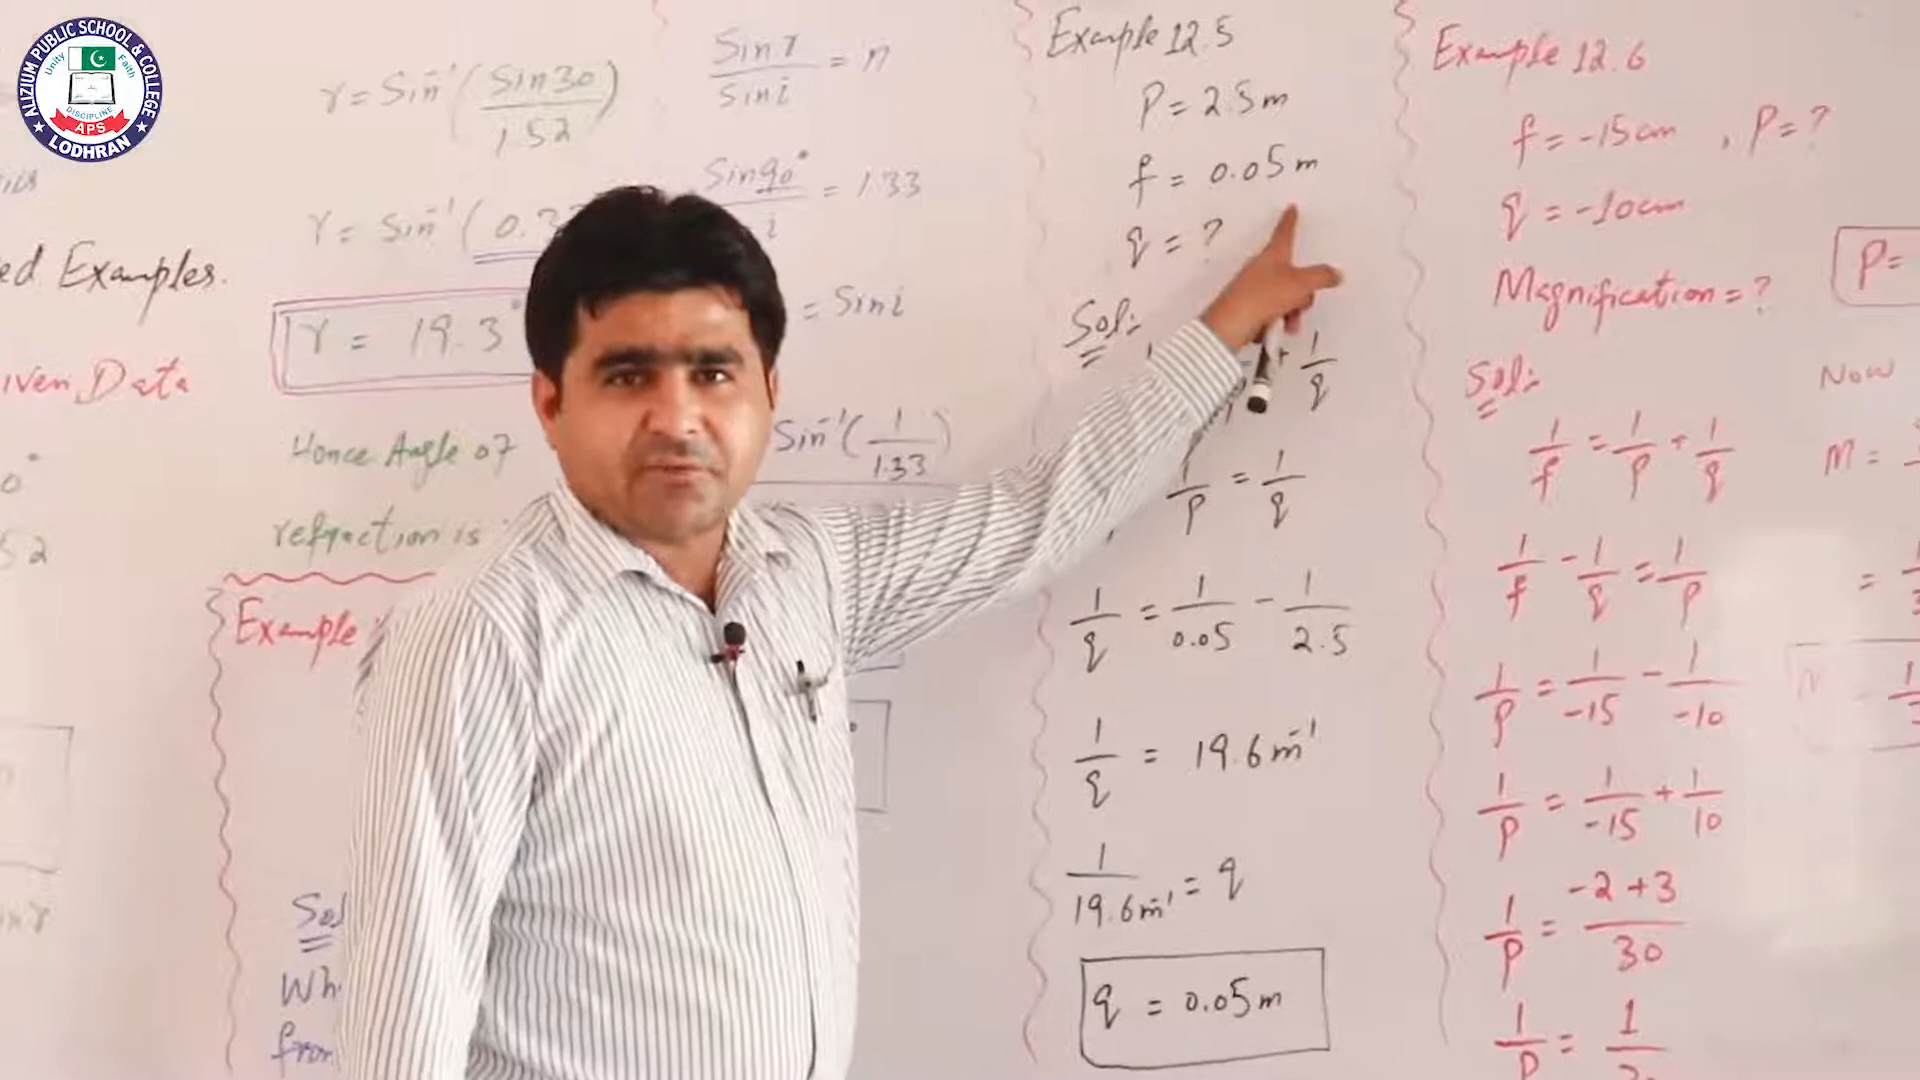 ALIZIUM PUBLIC SCHOOL & COLLEGE
Unity Faith
DISCIPLINE
APS
LODHRAN
ed Examples.
iven Data
r = Sin⁻¹(Sin30/1.52)
r = Sin⁻¹(0.3
r = 19.3°
Hence Angle of
refraction is
Example
Sol
Wh
from
Sin r/Sin i = n
Sin90°/ i = 1.33
= Sin i
Sin⁻¹(1/1.33)
Example 12.5
P = 2.5m
f = 0.05m
q = ?
Sol:
+ 1/q
1/P = 1/q
1/q = 1/0.05 - 1/2.5
1/q = 19.6m⁻¹
1/19.6m⁻¹ = q
q = 0.05m
Example 12.6
f = -15cm , P = ?
q = -10cm
Magnification = ?
Sol:
1/f = 1/P + 1/q
1/f - 1/q = 1/P
1/P = 1/-15 - 1/-10
1/P = 1/-15 + 1/10
1/P = -2+3/30
1/P = 1/
P =
Now
M =